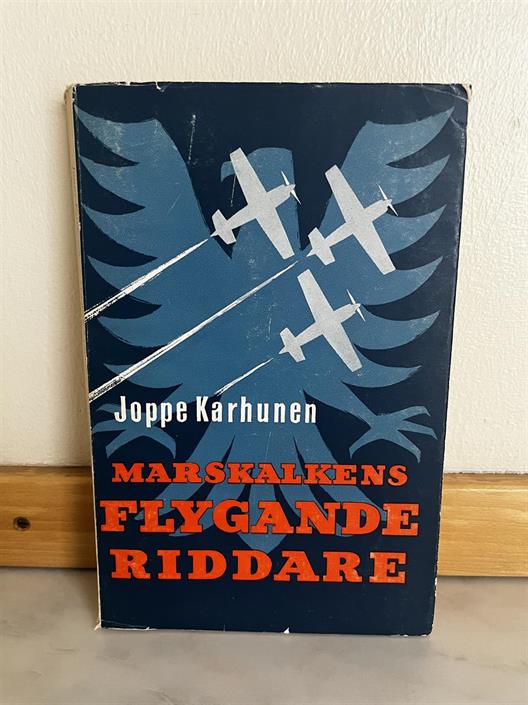 Joppe Karhunen
MARSKALKENS
FLYGANDE
RIDDARE